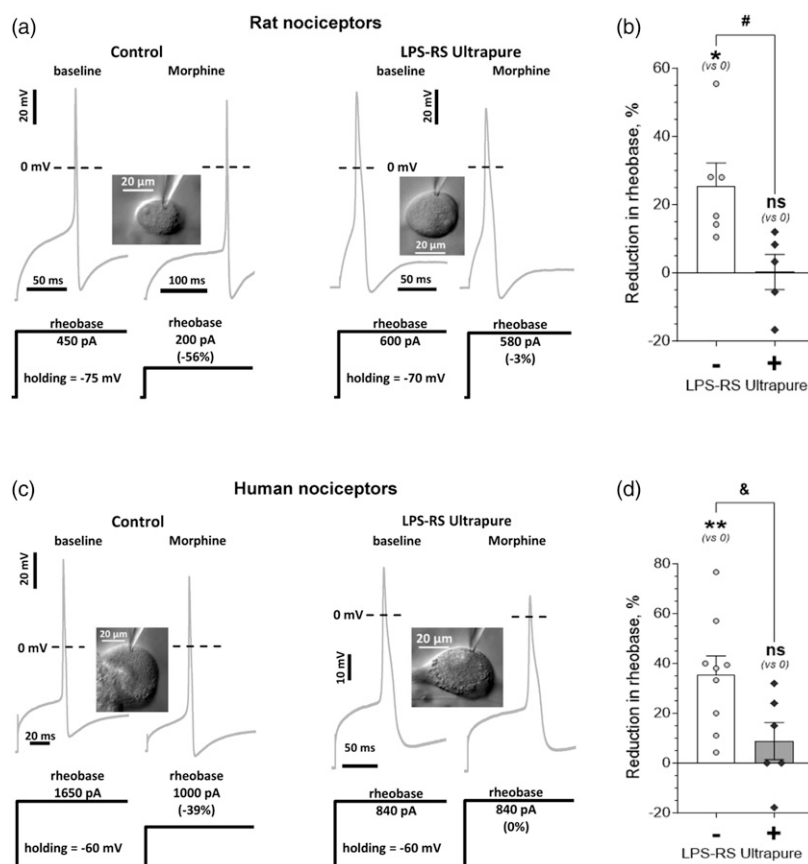 (a)
Rat nociceptors
Control
baseline
Morphine
20 mV
0 mV
20 µm
50 ms
100 ms
rheobase
450 pA
holding = -75 mV
rheobase
200 pA
(-56%)
LPS-RS Ultrapure
baseline
Morphine
20 mV
0 mV
20 µm
50 ms
rheobase
600 pA
holding = -70 mV
rheobase
580 pA
(-3%)
(b)
#
*
(vs 0)
ns
(vs 0)
Reduction in rheobase, %
60
40
20
0
-20
- +
LPS-RS Ultrapure
(c)
Human nociceptors
Control
baseline
Morphine
20 mV
0 mV
20 µm
20 ms
rheobase
1650 pA
holding = -60 mV
rheobase
1000 pA
(-39%)
LPS-RS Ultrapure
baseline
Morphine
0 mV
20 µm
10 mV
50 ms
rheobase
840 pA
holding = -60 mV
rheobase
840 pA
(0%)
(d)
&
**
(vs 0)
ns
(vs 0)
Reduction in rheobase, %
80
60
40
20
0
-20
- +
LPS-RS Ultrapure